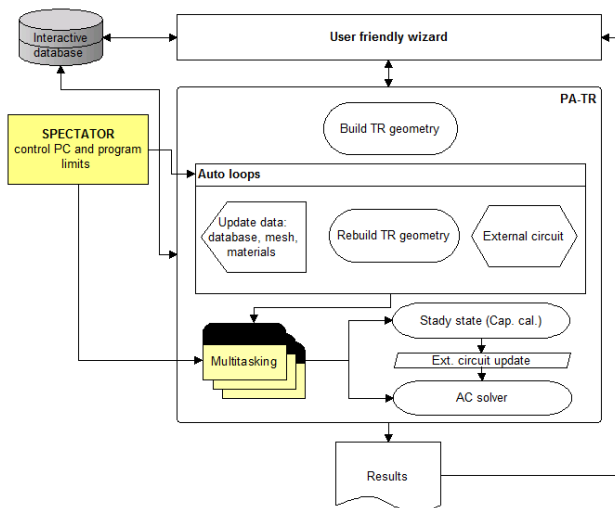 Interactive
database
User friendly wizard
PA-TR
Build TR geometry
SPECTATOR
control PC and program
limits
Auto loops
Update data:
database, mesh,
materials
Rebuild TR geometry
External circuit
Multitasking
Stady state (Cap. cal.)
Ext. circuit update
AC solver
Results